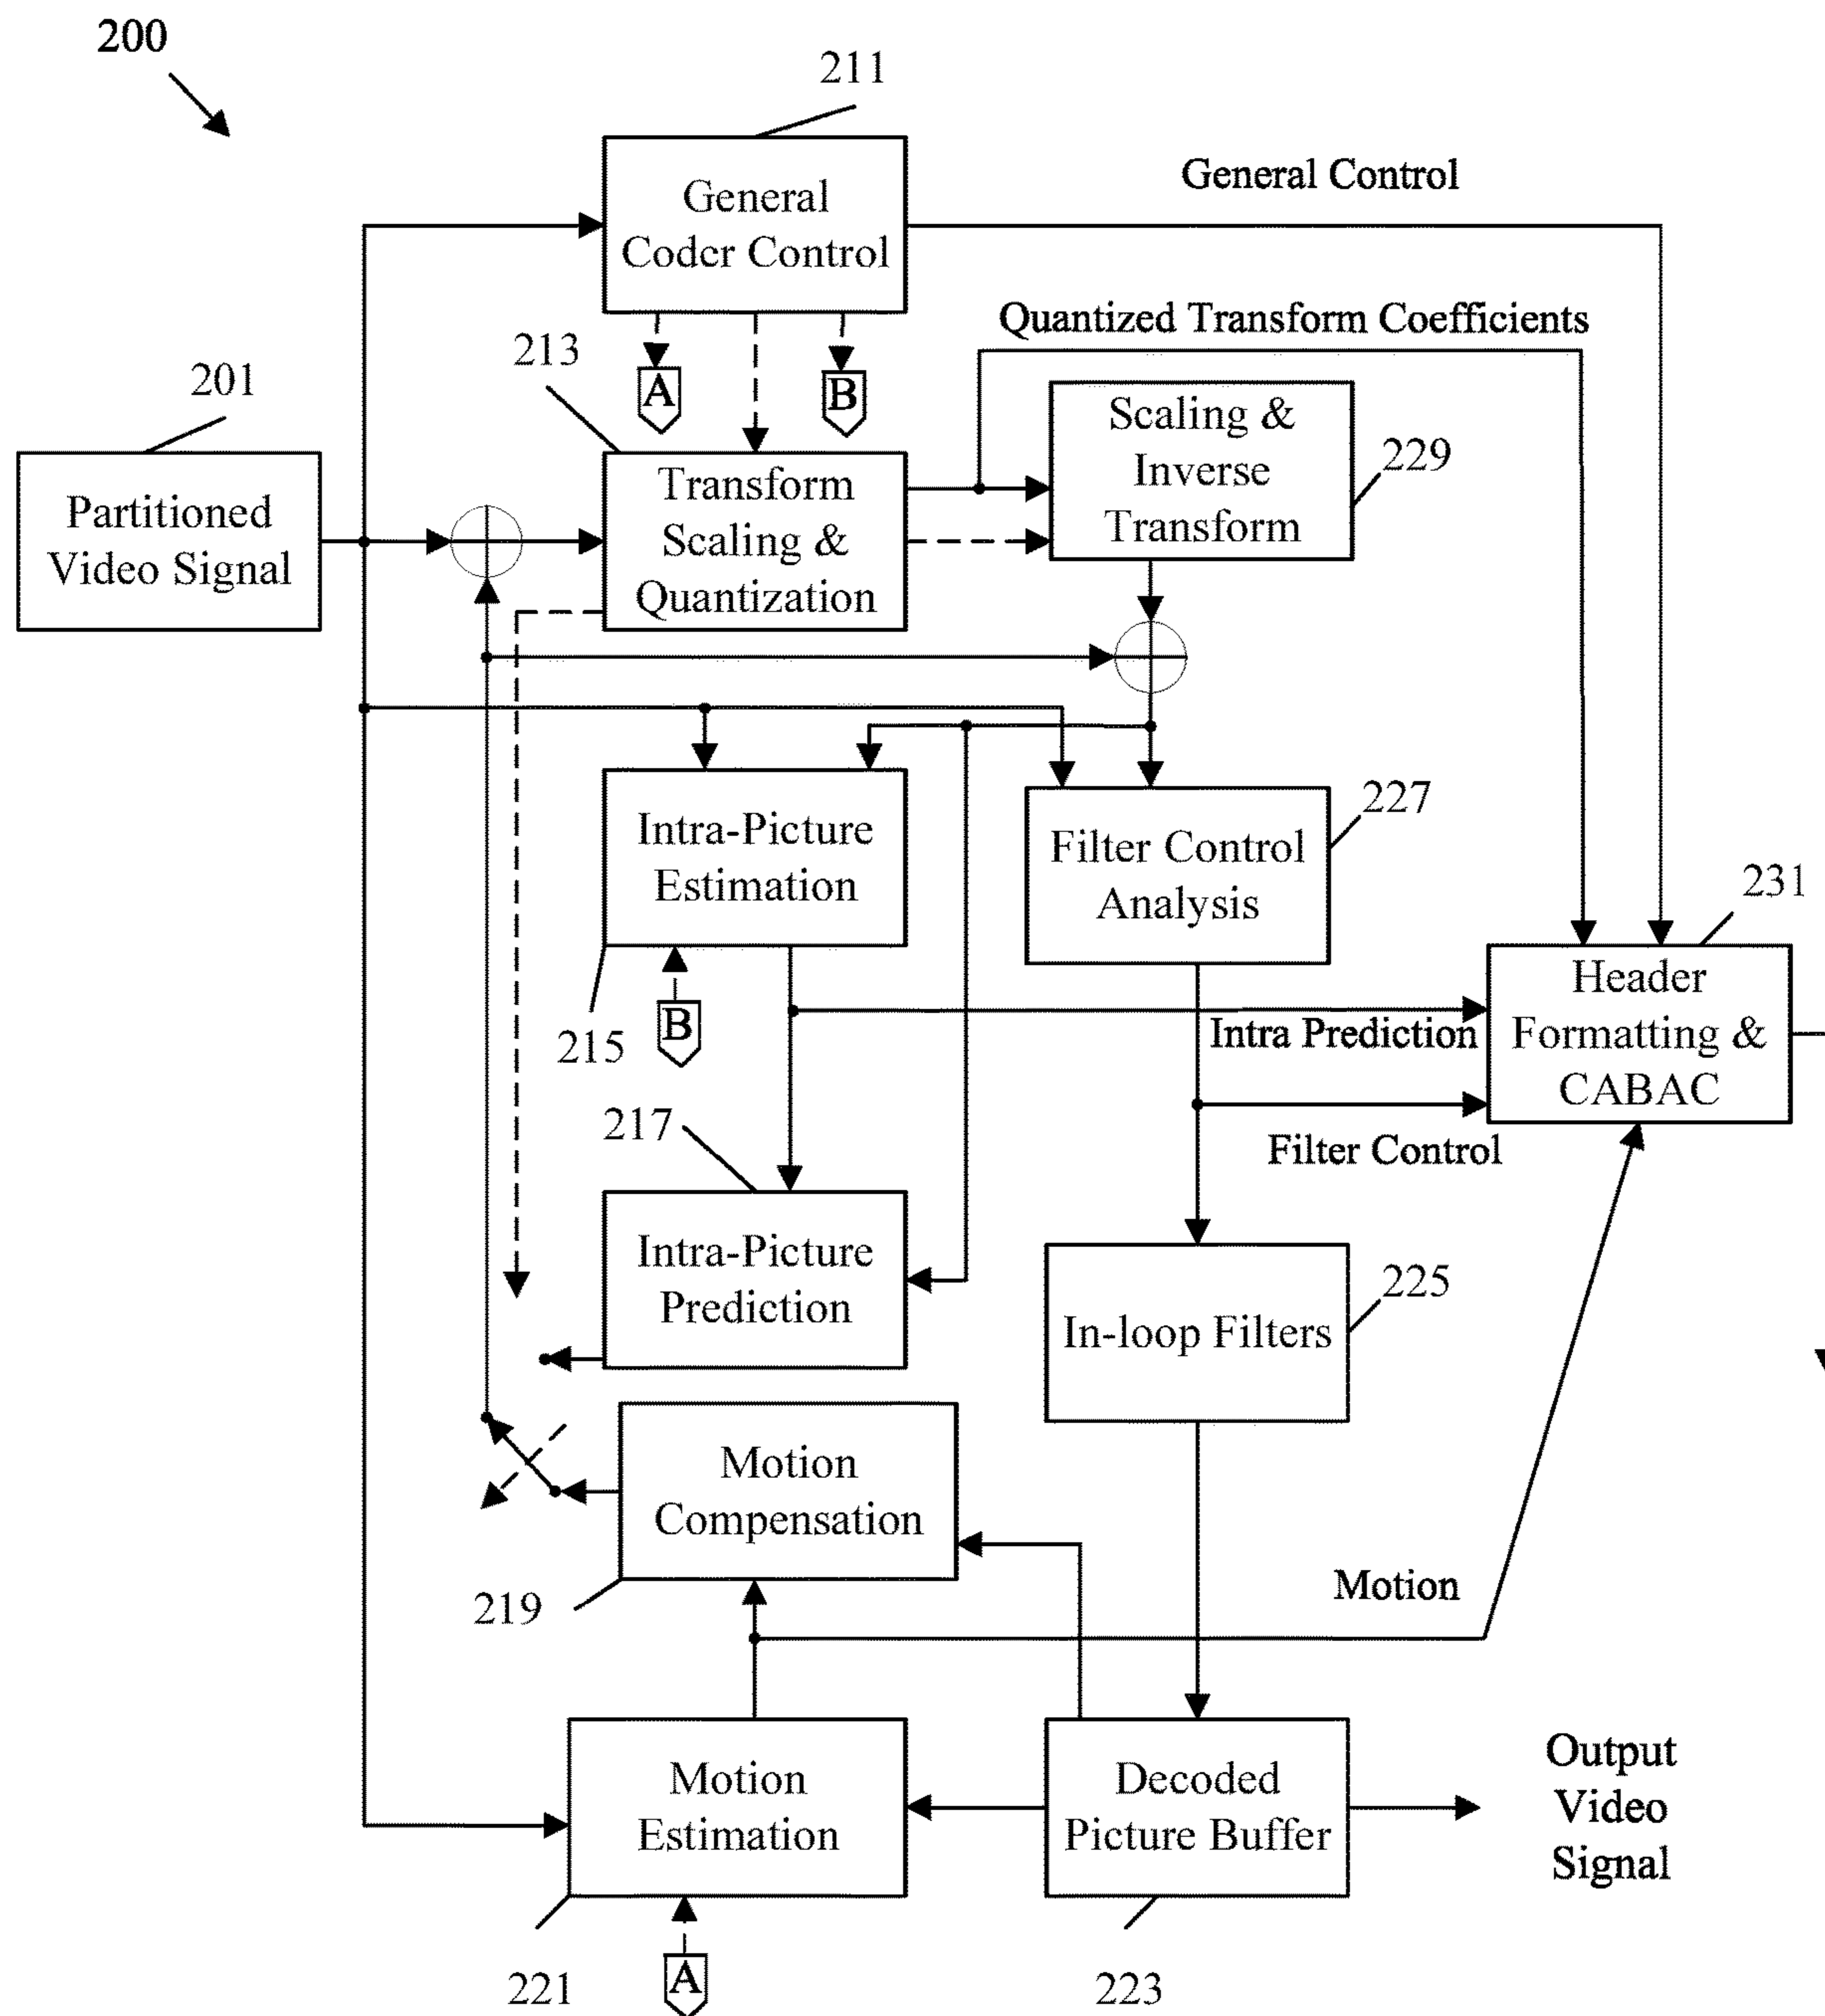 200
211
General
Codcr Control
General Control
A
B
Quantized Transform Coefficients
213
201
Partitioned
Video Signal
Transform
Scaling &
Quantization
Scaling &
Inverse
Transform
229
Intra-Picture
Estimation
215
B
Filter Control
Analysis
227
231
Header
Formatting &
CABAC
Intra Prediction
Filter Control
217
Intra-Picture
Prediction
In-loop Filters
225
Motion
Compensation
219
Motion
Motion
Estimation
221
A
Decoded
Picture Buffer
223
Output
Video
Signal